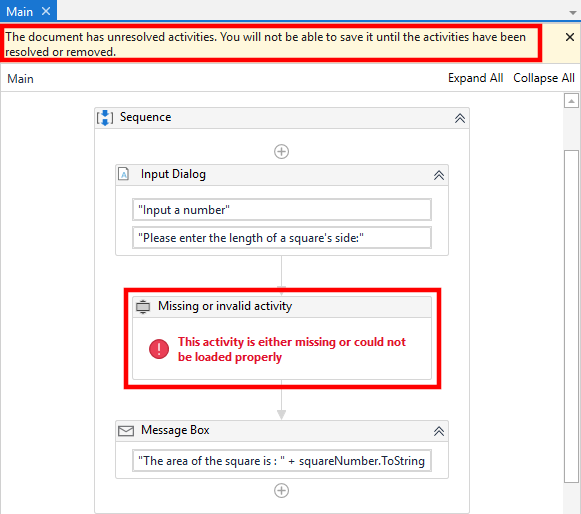 Main
The document has unresolved activities. You will not be able to save it until the activities have been
resolved or removed.
Main
Expand All
Collapse All
Sequence
Input Dialog
"Input a number"
"Please enter the length of a square's side:"
Missing or invalid activity
This activity is either missing or could not
be loaded properly
Message Box
"The area of the square is : " + squareNumber.ToString